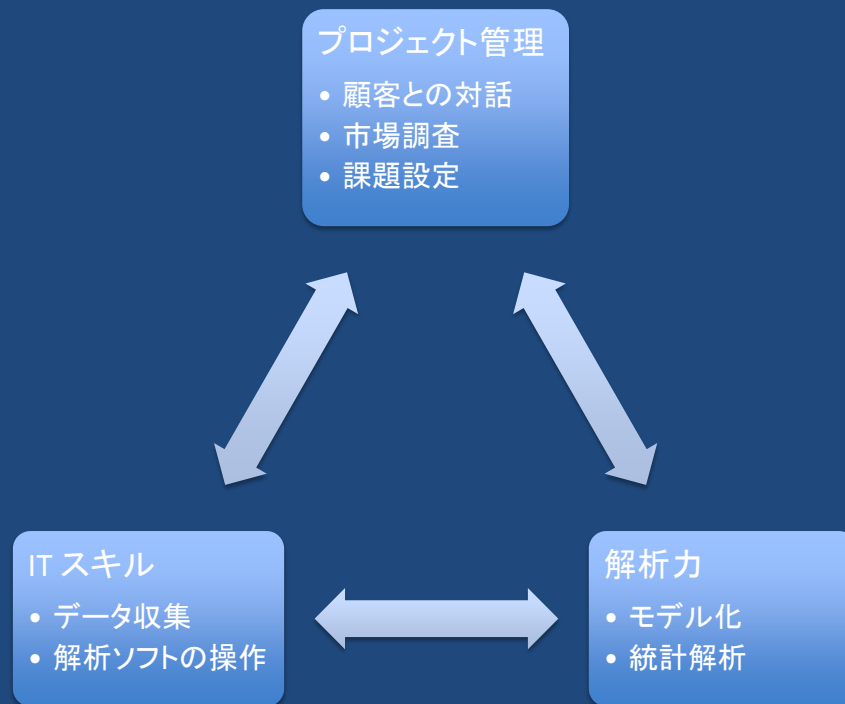 プロジェクト管理
• 顧客との対話
• 市場調査
• 課題設定
IT スキル
• データ収集
• 解析ソフトの操作
解析力
• モデル化
• 統計解析